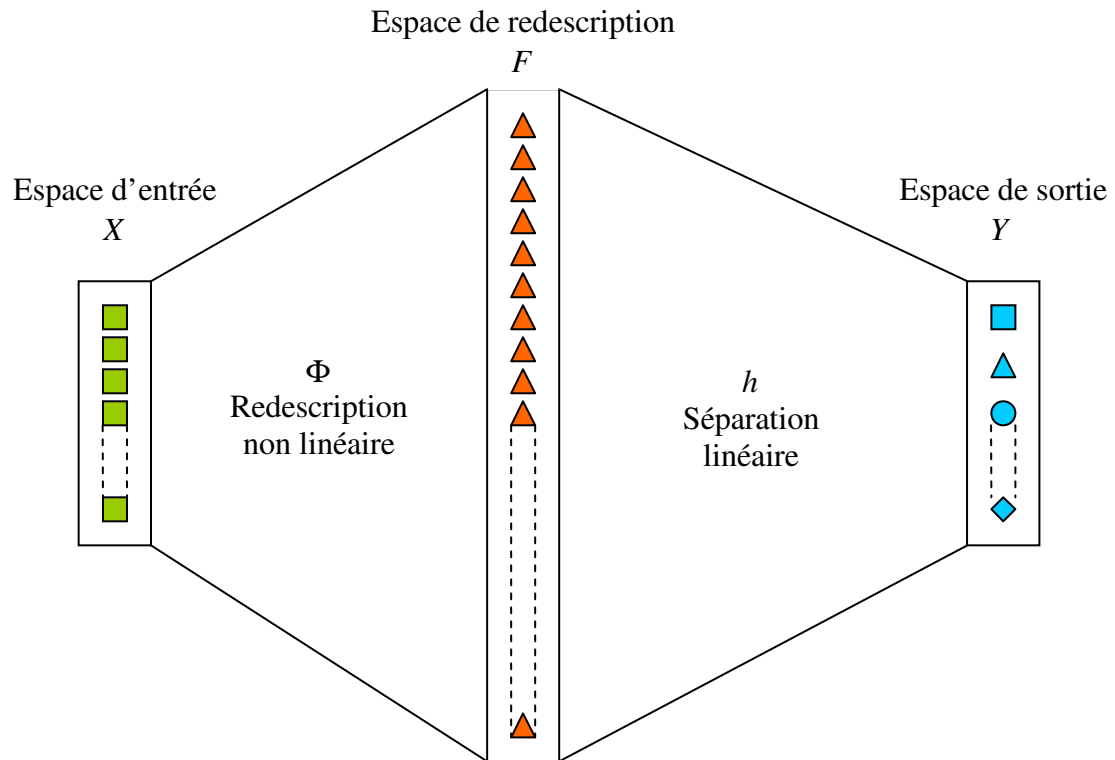 Espace de redescription
F
Espace d’entrée
X
Espace de sortie
Y
Φ
Redescription
non linéaire
h
Séparation
linéaire